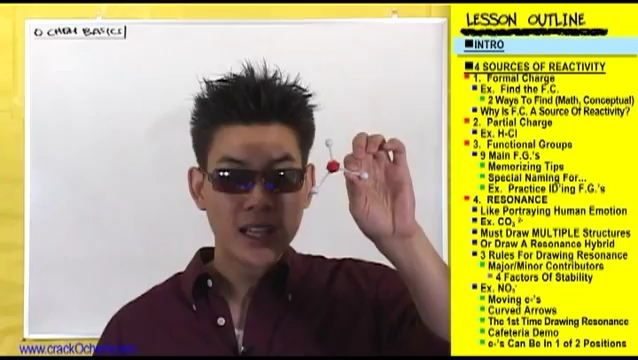 O CHEM BASICS
LESSON OUTLINE
INTRO
4 SOURCES OF REACTIVITY
1. Formal Charge
Ex. Find the F.C.
2 Ways To Find (Math, Conceptual)
Why Is F.C. A Source Of Reactivity?
2. Partial Charge
Ex. H-Cl
3. Functional Groups
9 Main F.G.'s
Memorizing Tips
Special Naming For...
Ex. Practice ID'ing F.G.'s
4. RESONANCE
Like Portraying Human Emotion
Ex. CO₃²⁻
Must Draw MULTIPLE Structures
Or Draw A Resonance Hybrid
3 Rules For Drawing Resonance
Major/Minor Contributors
4 Factors Of Stability
Ex. NO₃⁻
Moving e-'s
Curved Arrows
The 1st Time Drawing Resonance
Cafeteria Demo
e-'s Can Be In 1 of 2 Positions